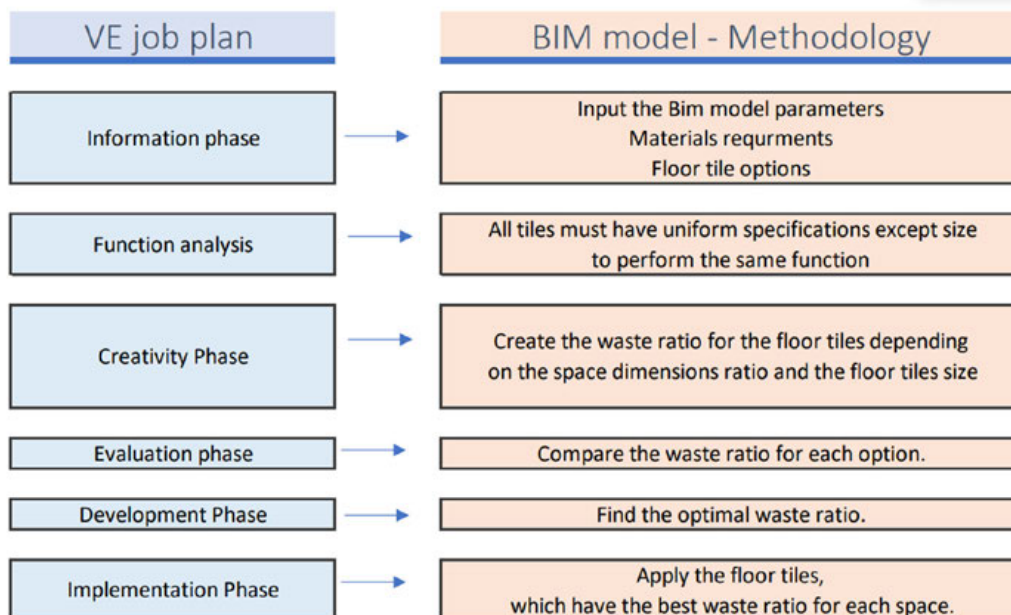 VE job plan
BIM model - Methodology
Information phase
Input the Bim model parameters
Materials requrments
Floor tile options
Function analysis
All tiles must have uniform specifications except size
to perform the same function
Creativity Phase
Create the waste ratio for the floor tiles depending
on the space dimensions ratio and the floor tiles size
Evaluation phase
Compare the waste ratio for each option.
Development Phase
Find the optimal waste ratio.
Implementation Phase
Apply the floor tiles,
which have the best waste ratio for each space.